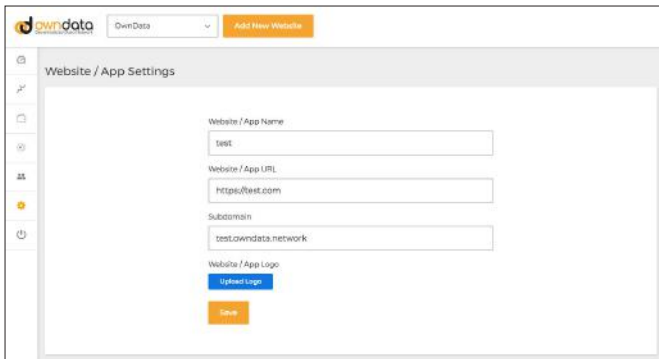 owndata
OwnData
Add New Website
Website / App Settings
Website / App Name
test
Website / App URL
https://test.com
Subdomain
test.owndata.network
Website / App Logo
Upload Logo
Save